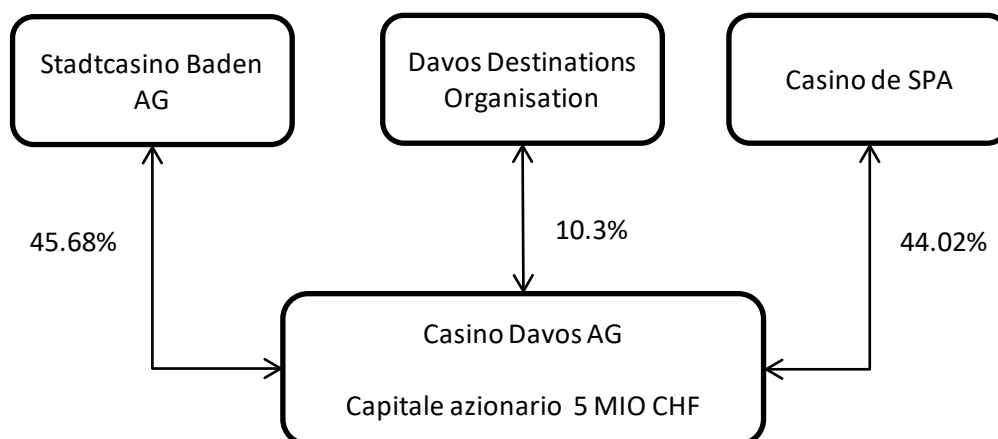 Stadtcasino Baden
AG
Davos Destinations
Organisation
Casino de SPA
45.68%
10.3%
44.02%
Casino Davos AG
Capitale azionario 5 MIO CHF